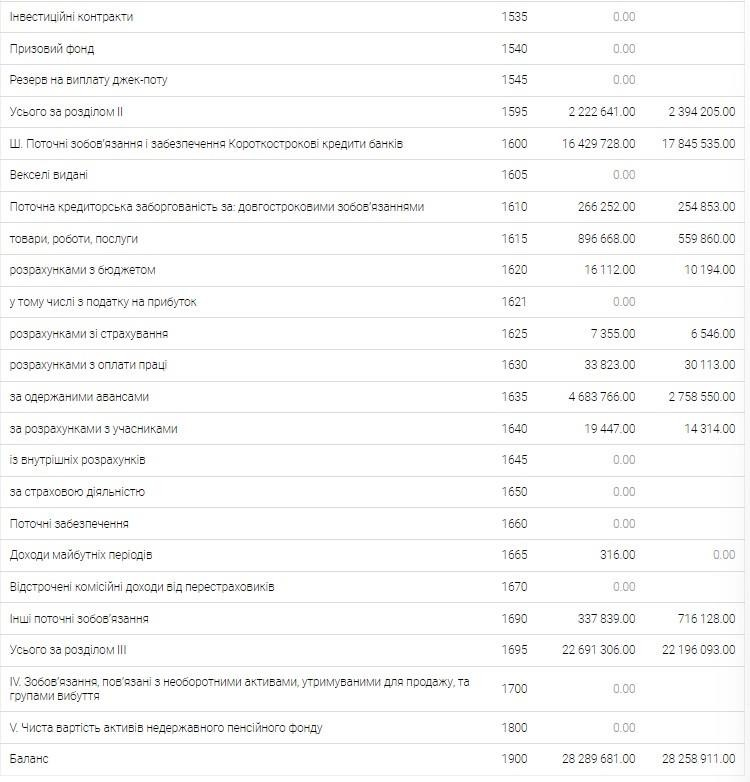 Інвестиційні контракти 1535 0.00
Призовий фонд 1540 0.00
Резерв на виплату джек-поту 1545 0.00
Усього за розділом II 1595 2 222 641.00 2 394 205.00
Ш. Поточні зобов'язання і забезпечення Короткострокові кредити банків 1600 16 429 728.00 17 845 535.00
Векселі видані 1605 0.00
Поточна кредиторська заборгованість за: довгостроковими зобов'язаннями 1610 266 252.00 254 853.00
товари, роботи, послуги 1615 896 668.00 559 860.00
розрахунками з бюджетом 1620 16 112.00 10 194.00
у тому числі з податку на прибуток 1621 0.00
розрахунками зі страхування 1625 7 355.00 6 546.00
розрахунками з оплати праці 1630 33 823.00 30 113.00
за одержаними авансами 1635 4 683 766.00 2 758 550.00
за розрахунками з учасниками 1640 19 447.00 14 314.00
із внутрішніх розрахунків 1645 0.00
за страховою діяльністю 1650 0.00
Поточні забезпечення 1660 0.00
Доходи майбутніх періодів 1665 316.00 0.00
Відстрочені комісійні доходи від перестраховиків 1670 0.00
Інші поточні зобов'язання 1690 337 839.00 716 128.00
Усього за розділом III 1695 22 691 306.00 22 196 093.00
IV. Зобов'язання, пов'язані з необоротними активами, утримуваними для продажу, та
групами вибуття 1700 0.00
V. Чиста вартість активів недержавного пенсійного фонду 1800 0.00
Баланс 1900 28 289 681.00 28 258 911.00